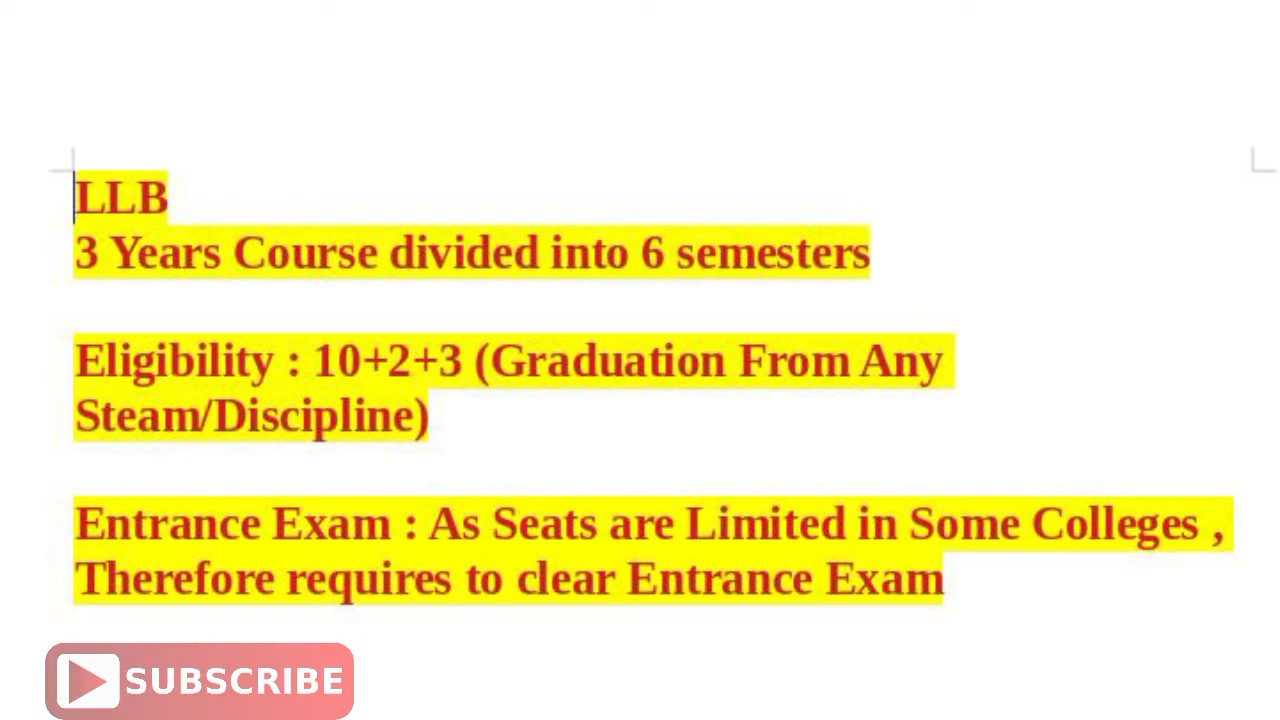 LLB
3 Years Course divided into 6 semesters
Eligibility : 10+2+3 (Graduation From Any
Steam/Discipline)
Entrance Exam : As Seats are Limited in Some Colleges ,
Therefore requires to clear Entrance Exam
SUBSCRIBE